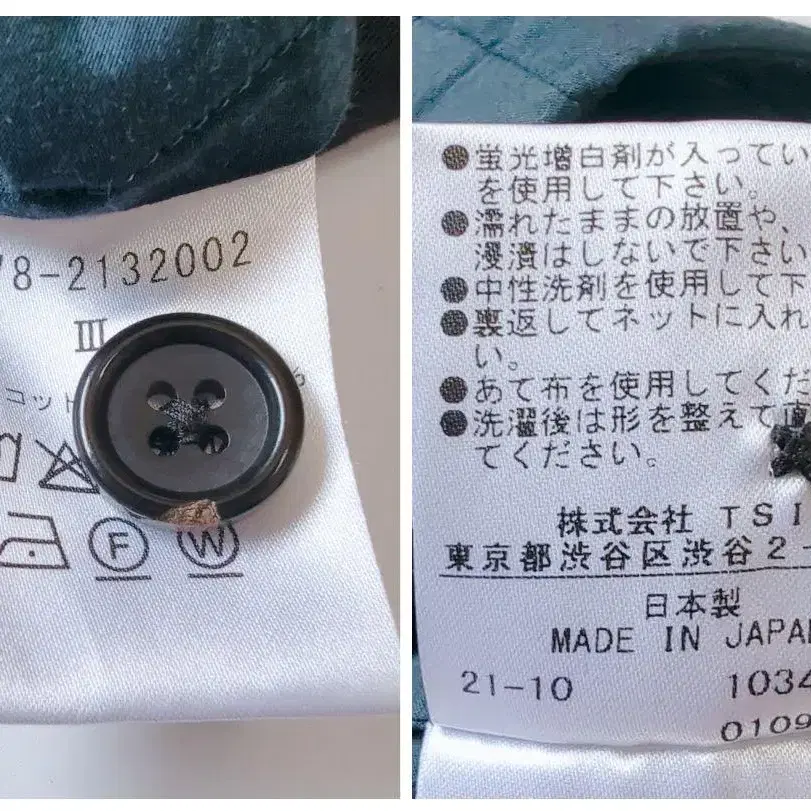 78-2132002
III
コット
%
F
W
●蛍光増白剤が入ってい
を使用して下さい。
●濡れたままの放置や、
浸漬はしないで下さい
●中性洗剤を使用して下
●裏返してネットに入れ
い。
●あて布を使用してくだ
●洗濯後は形を整えて直
てください。
株式会社 TSI
東京都渋谷区渋谷2-
日本製
MADE IN JAPAN
21-10 1034
0109